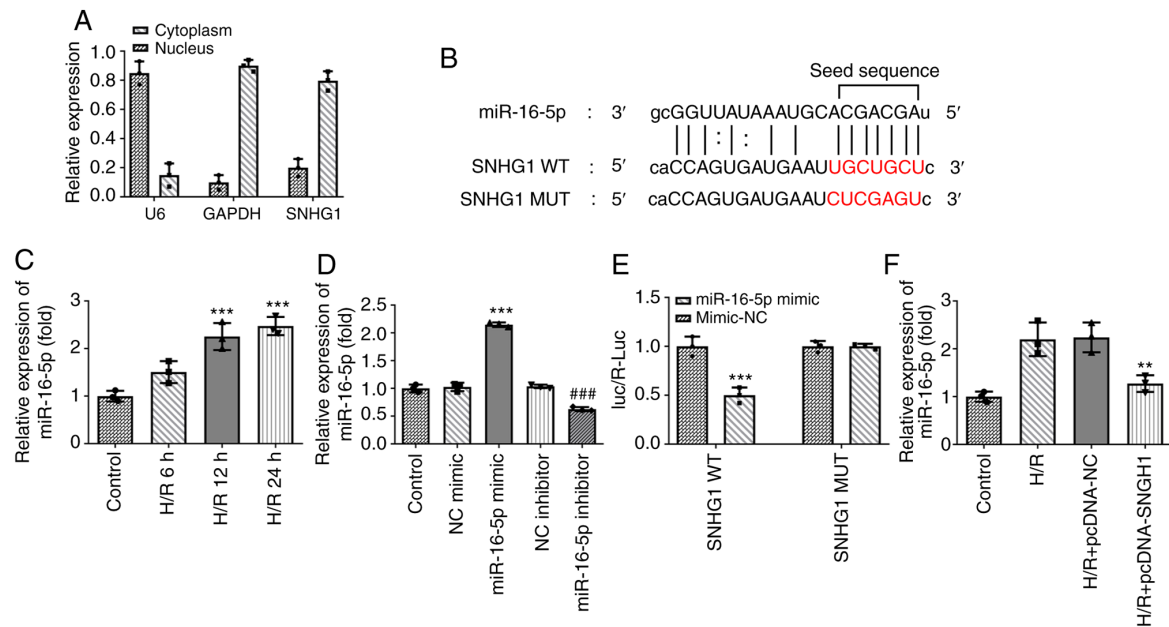 A
Cytoplasm
Nucleus
Relative expression
1.0
0.8
0.6
0.4
0.2
0.0
U6 GAPDH SNHG1
B
Seed sequence
miR-16-5p : 3′ gcGGUUAUAAAUGCACGACGAu 5′
SNHG1 WT : 5′ caCCAGUGAUGAAUUGCUGCUc 3′
SNHG1 MUT : 5′ caCCAGUGAUGAAUCUCGAGUc 3′
C
Relative expression of
miR-16-5p (fold)
3
2
1
0
***
***
Control
H/R 6 h
H/R 12 h
H/R 24 h
D
Relative expression of
miR-16-5p (fold)
2.5
2.0
1.5
1.0
0.5
0.0
***
###
Control
NC mimic
miR-16-5p mimic
NC inhibitor
miR-16-5p inhibitor
E
luc/R-Luc
1.5
1.0
0.5
0.0
miR-16-5p mimic
Mimic-NC
***
SNHG1 WT
SNHG1 MUT
F
Relative expression of
miR-16-5p (fold)
3
2
1
0
**
Control
H/R
H/R+pcDNA-NC
H/R+pcDNA-SNGH1